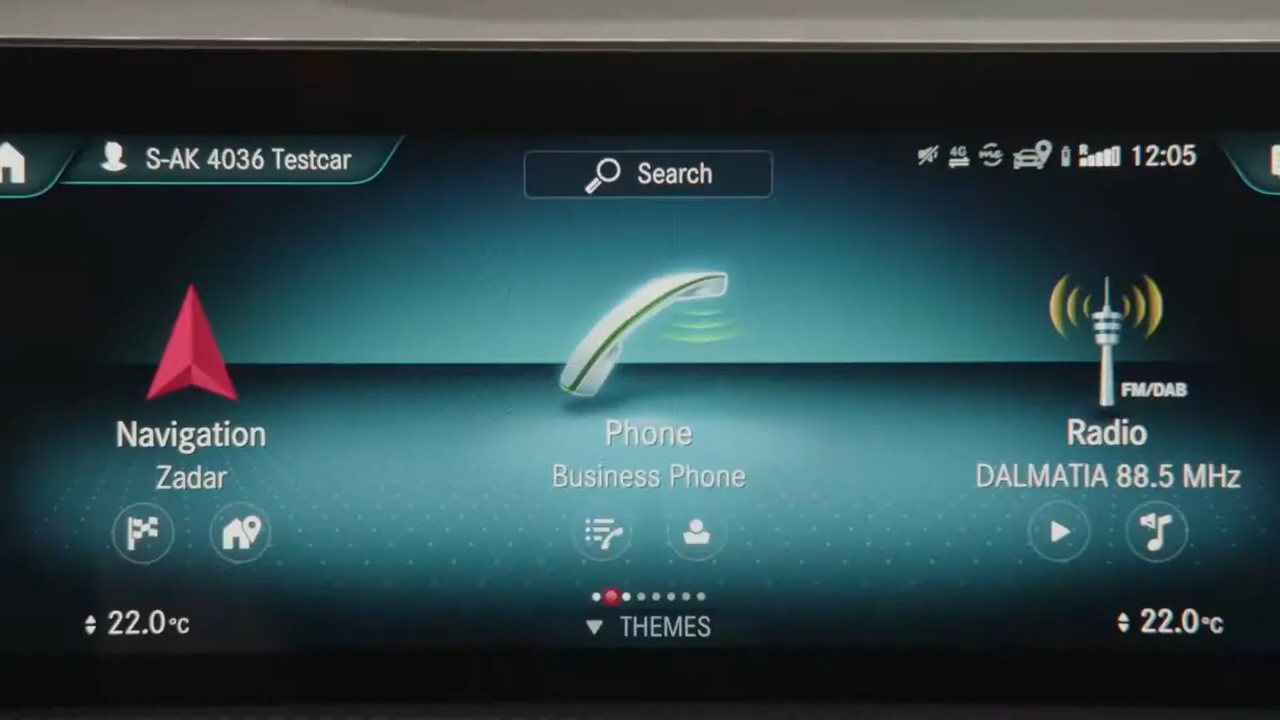 S-AK 4036 Testcar
Search
4G
me
R
12:05
FM/DAB
Navigation
Phone
Radio
Zadar
Business Phone
DALMATIA 88.5 MHz
22.0°C
THEMES
22.0°C